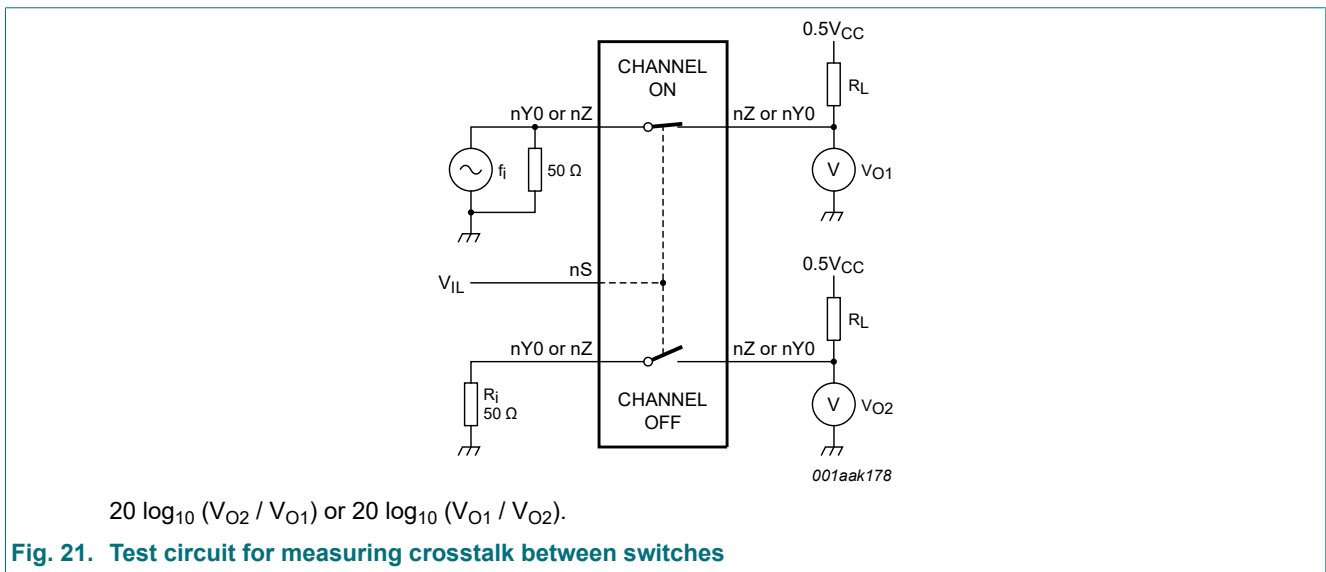 0.5VCC
CHANNEL
ON
RL
nY0 or nZ
nZ or nY0
fi
50 Ω
V
VO1
nS
VIL
0.5VCC
RL
nY0 or nZ
nZ or nY0
Ri
50 Ω
CHANNEL
OFF
V
VO2
001aak178
20 log10 (VO2 / VO1) or 20 log10 (VO1 / VO2).
Fig. 21. Test circuit for measuring crosstalk between switches